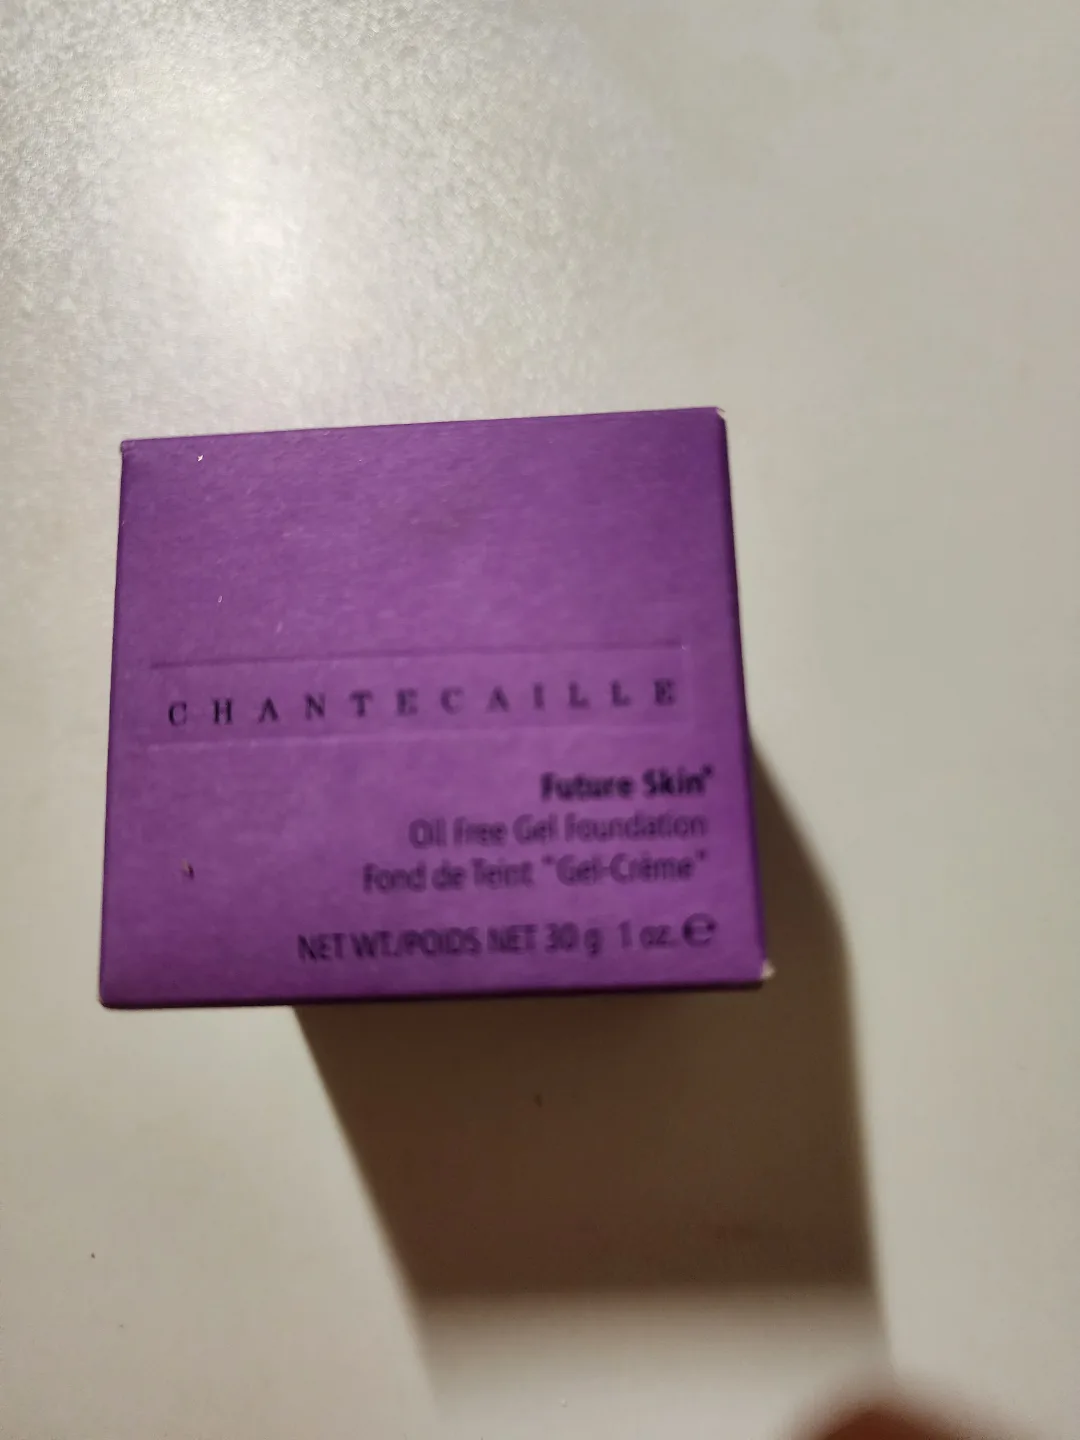 CHANTECAILLE
Future Skin®
Oil Free Gel Foundation
Fond de Teint "Gel-Crème"
NET WT./POIDS NET 30 g 1 oz. ℮